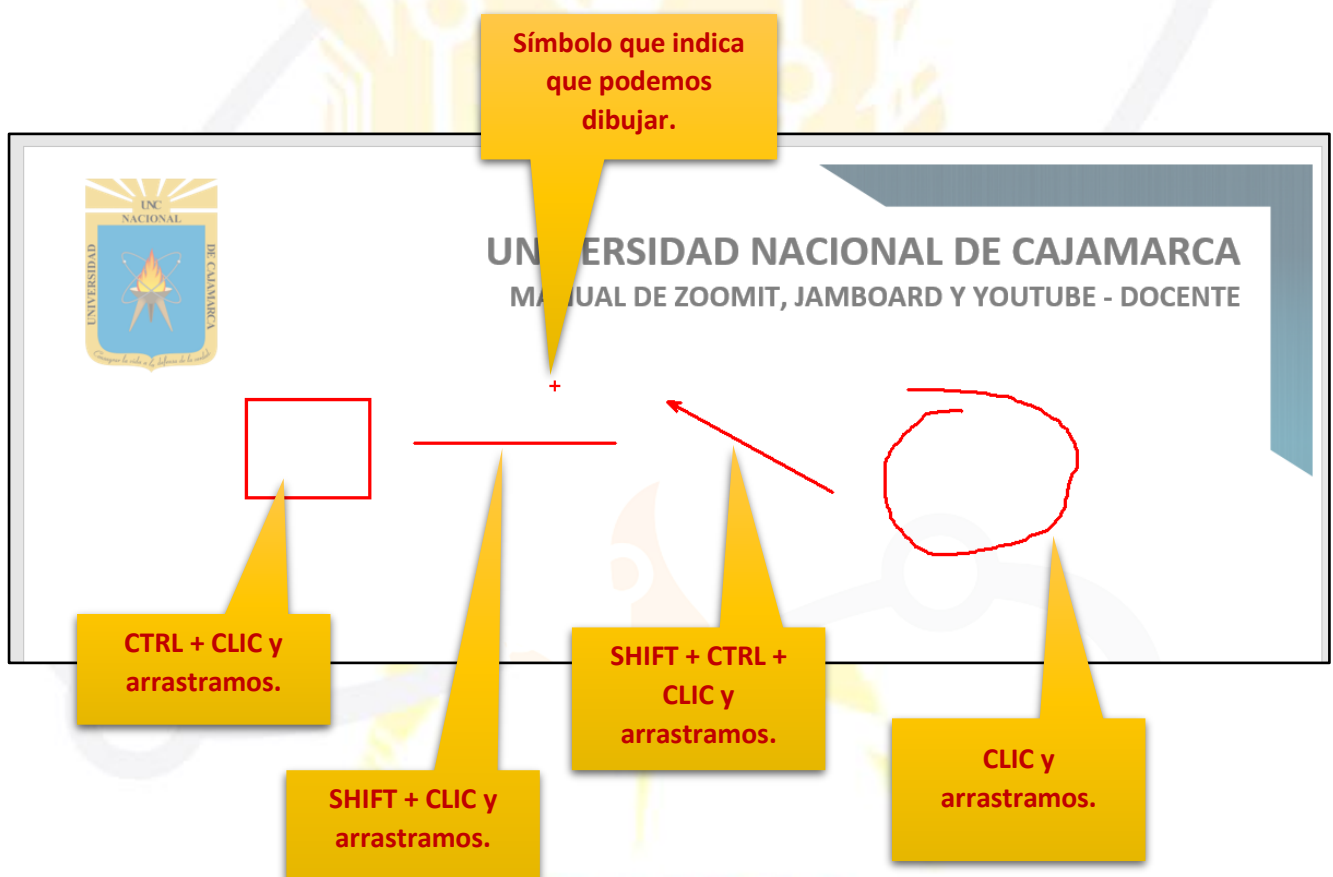 Símbolo que indica
que podemos
dibujar.
UNC
NACIONAL
UNIVERSIDAD
DE CAJAMARCA
UN ERSIDAD NACIONAL DE CAJAMARCA
MA UAL DE ZOOMIT, JAMBOARD Y YOUTUBE - DOCENTE
+
CTRL + CLIC y
arrastramos.
SHIFT + CLIC y
arrastramos.
SHIFT + CTRL +
CLIC y
arrastramos.
CLIC y
arrastramos.